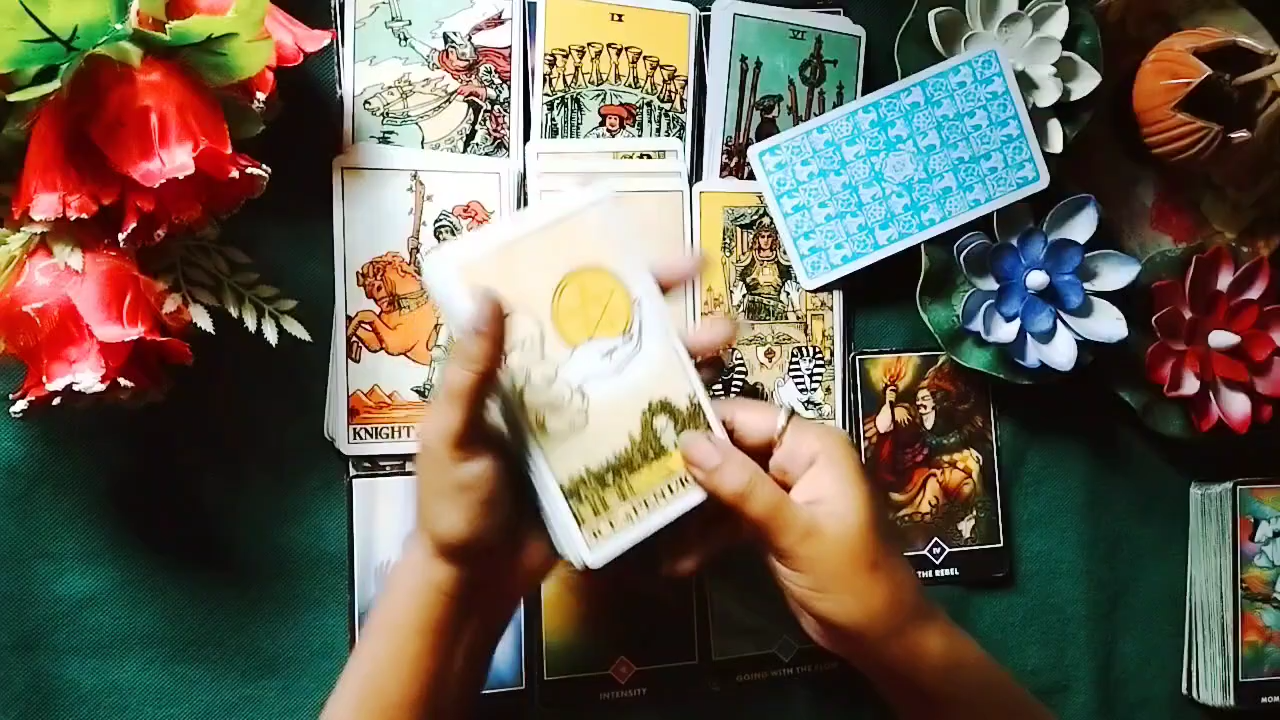 IX
VI
KNIGHT
IV
THE REBEL
INTENSITY
GOING WITH THE FLOW
MOM